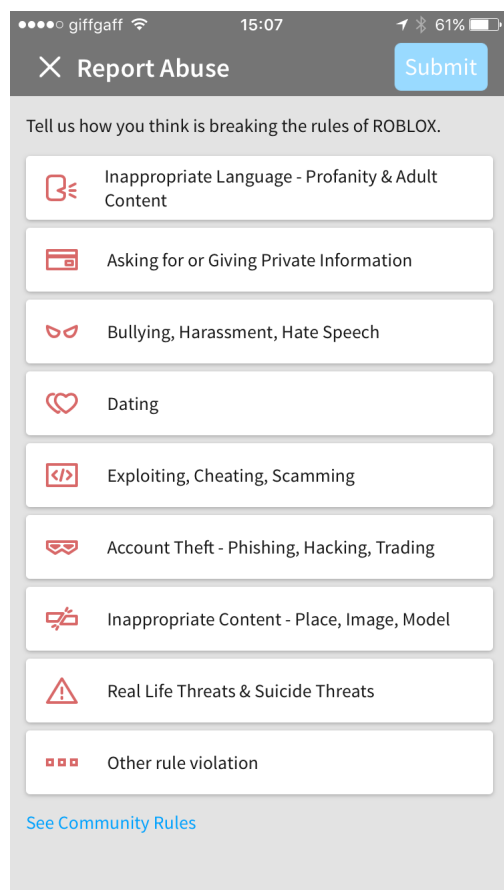 giffgaff 15:07 61%
Report Abuse Submit
Tell us how you think is breaking the rules of ROBLOX.
Inappropriate Language - Profanity & Adult
Content
Asking for or Giving Private Information
Bullying, Harassment, Hate Speech
Dating
Exploiting, Cheating, Scamming
Account Theft - Phishing, Hacking, Trading
Inappropriate Content - Place, Image, Model
Real Life Threats & Suicide Threats
Other rule violation
See Community Rules